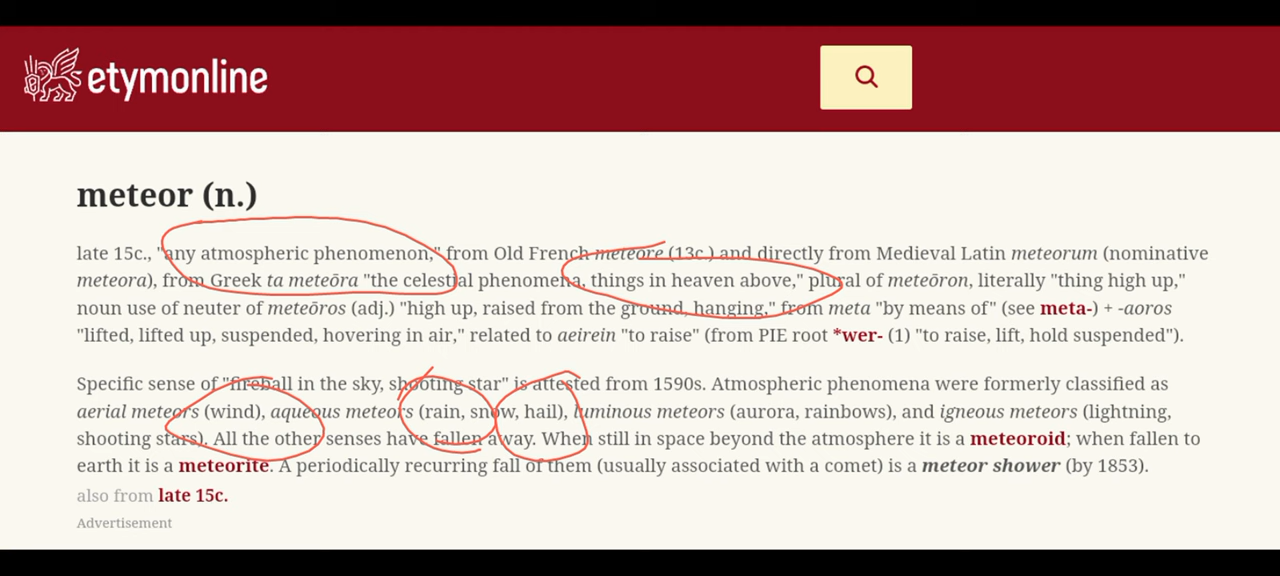 etymonline
meteor (n.)
late 15c., "any atmospheric phenomenon," from Old French meteore (13c.) and directly from Medieval Latin meteorum (nominative
meteora), from Greek ta meteōra "the celestial phenomena, things in heaven above," plural of meteōron, literally "thing high up,"
noun use of neuter of meteōros (adj.) "high up, raised from the ground, hanging," from meta "by means of" (see meta-) + -aoros
"lifted, lifted up, suspended, hovering in air," related to aeirein "to raise" (from PIE root *wer- (1) "to raise, lift, hold suspended").
Specific sense of "fireball in the sky, shooting star" is attested from 1590s. Atmospheric phenomena were formerly classified as
aerial meteors (wind), aqueous meteors (rain, snow, hail), luminous meteors (aurora, rainbows), and igneous meteors (lightning,
shooting stars). All the other senses have fallen away. When still in space beyond the atmosphere it is a meteoroid; when fallen to
earth it is a meteorite. A periodically recurring fall of them (usually associated with a comet) is a meteor shower (by 1853).
also from late 15c.
Advertisement